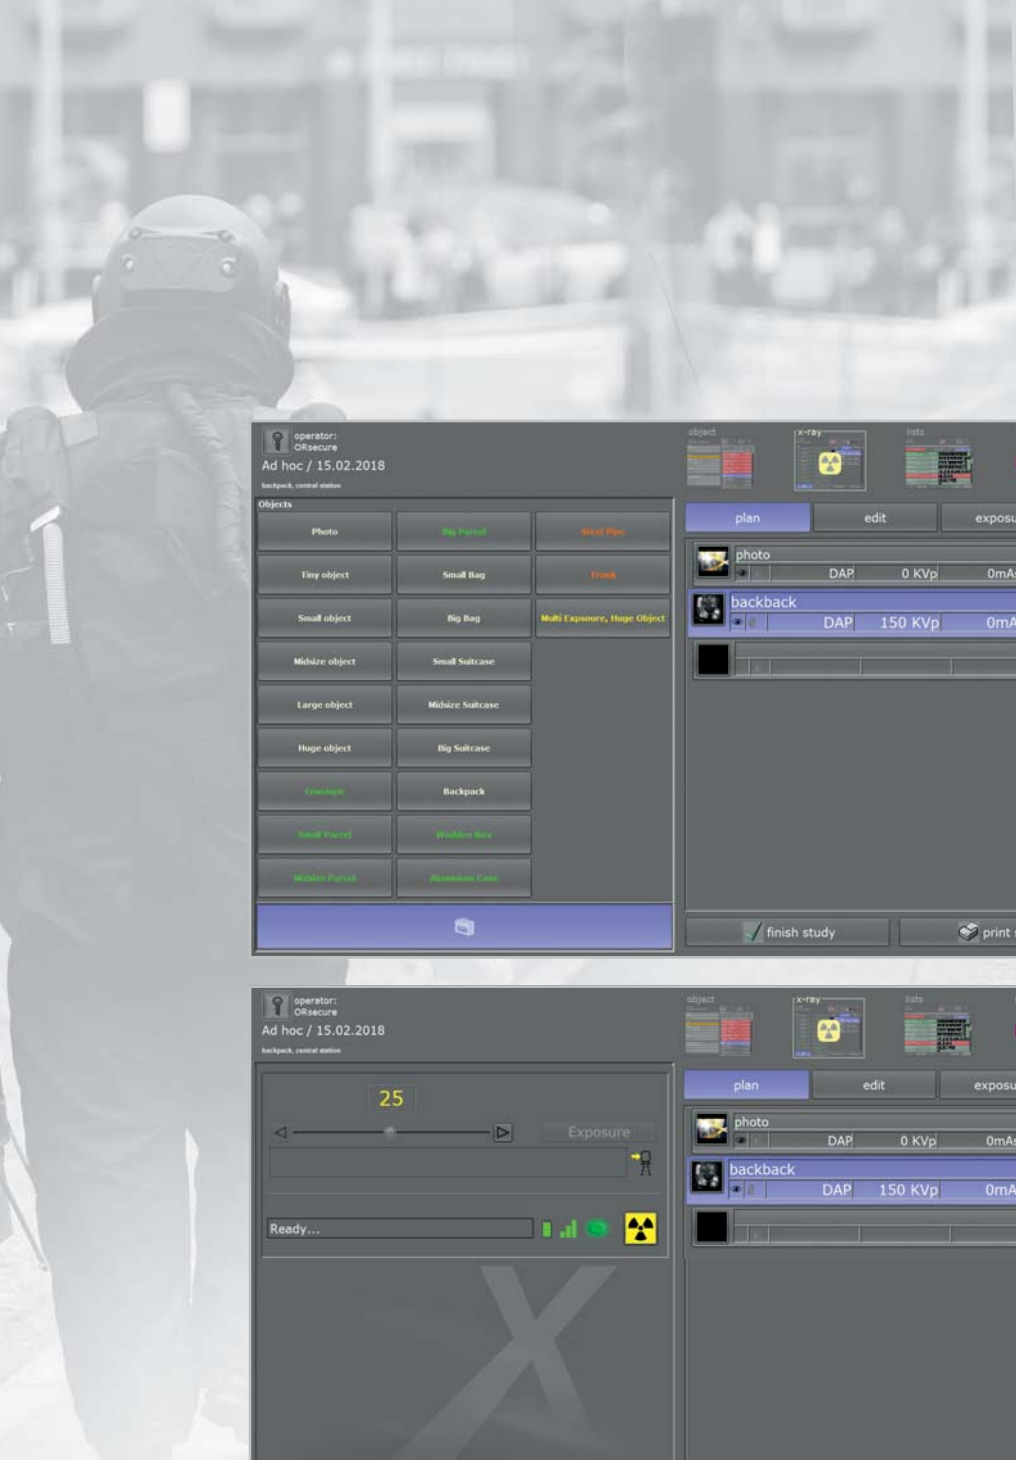 operator:
ORsecure
Ad hoc / 15.02.2018
backpack, central station
object
x-ray
lists
Objects
Photo
Big Parcel
Steel Pipe
Tiny object
Small Bag
Trunk
Small object
Big Bag
Multi Expsoure, Huge Object
Midsize object
Small Suitcase
Large object
Midsize Suitcase
Huge object
Big Suitcase
Envelope
Backpack
Small Parcel
Wodden Box
Midsize Parcel
Aluminium Case
plan
edit
exposu
photo
DAP
0 KVp
0mAs
backback
DAP
150 KVp
0mA
finish study
print s
operator:
ORsecure
Ad hoc / 15.02.2018
backpack, central station
object
x-ray
lists
25
Exposure
Ready...
plan
edit
exposu
photo
DAP
0 KVp
0mAs
backback
DAP
150 KVp
0mA